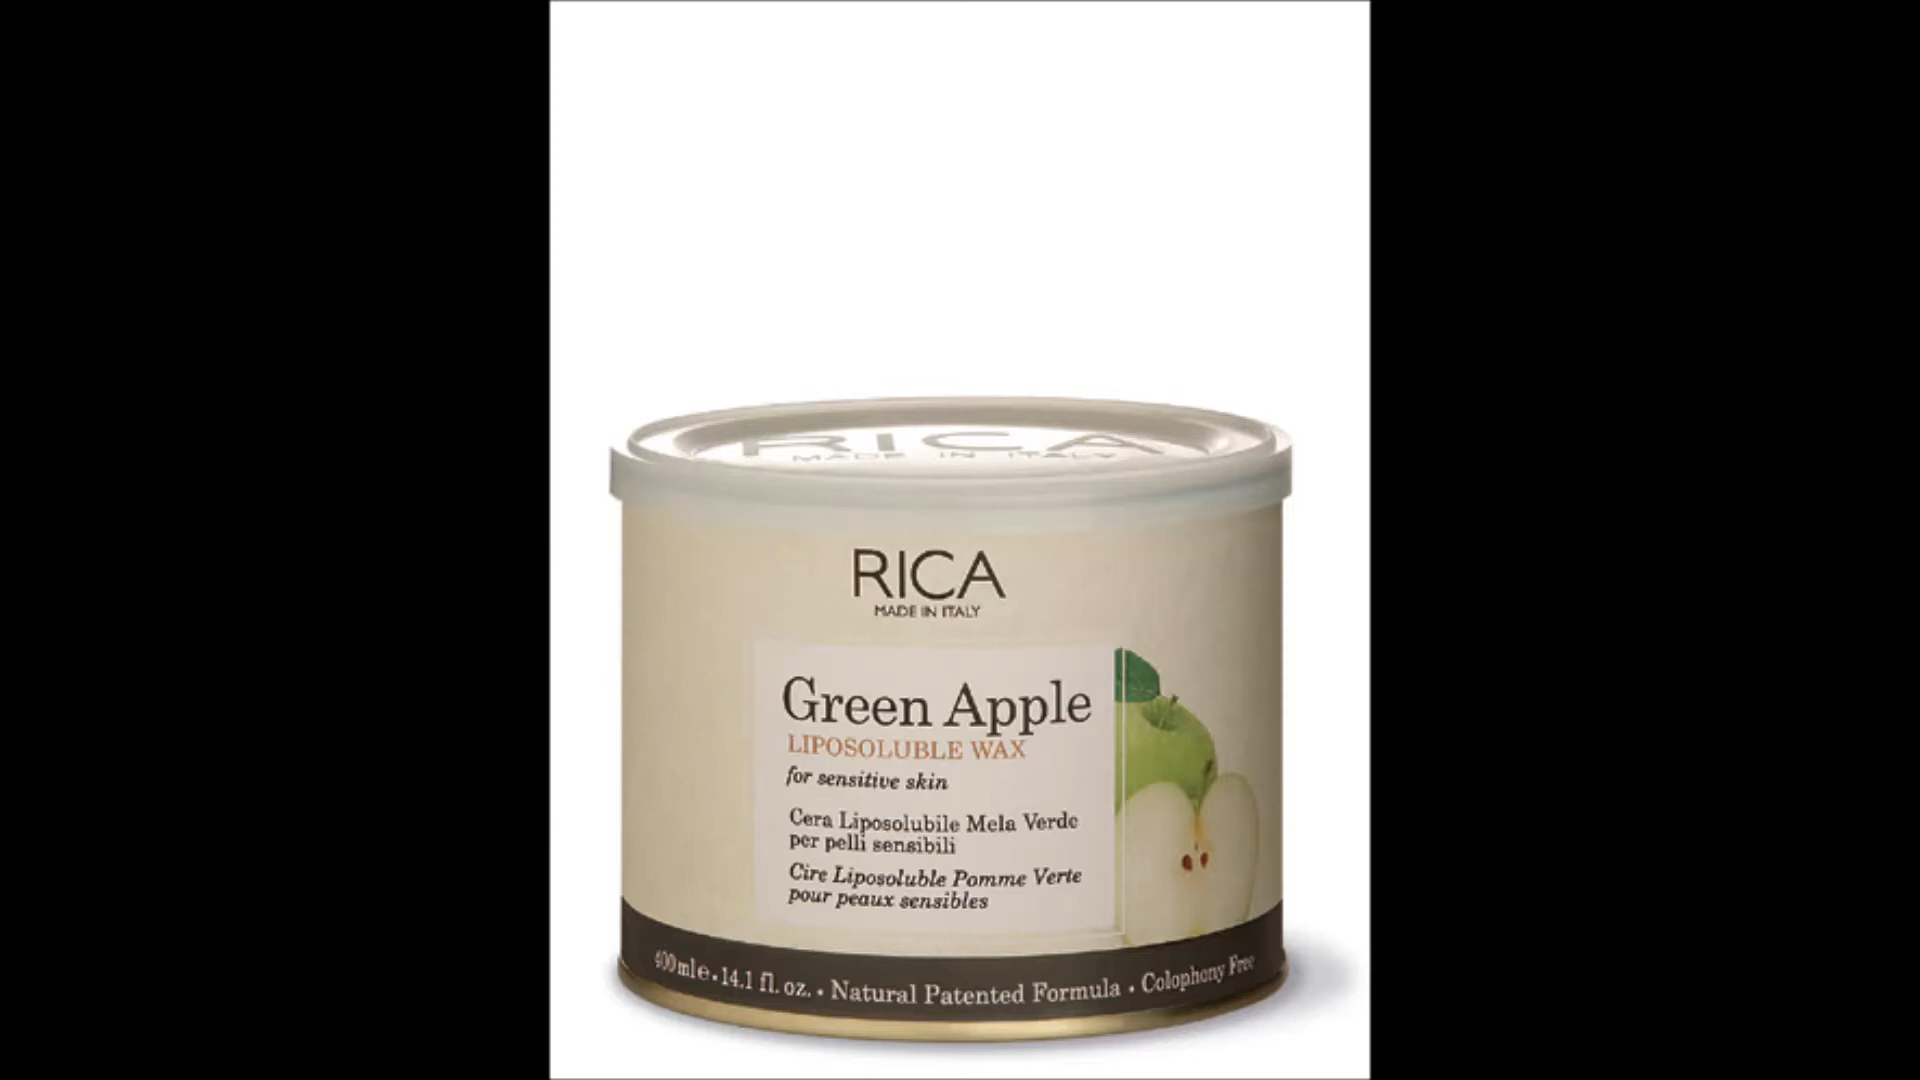 RICA
MADE IN ITALY
RICA
MADE IN ITALY
Green Apple
LIPOSOLUBLE WAX
for sensitive skin
Cera Liposolubile Mela Verde
per pelli sensibili
Cire Liposoluble Pomme Verte
pour peaux sensibles
400ml e • 14.1 fl. oz. • Natural Patented Formula • Colophony Free